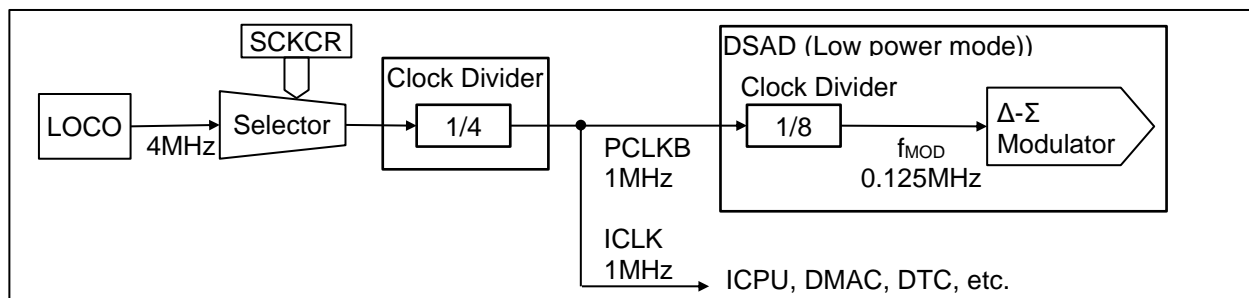 SCKCR
DSAD (Low power mode))
Clock Divider
Clock Divider
LOCO
4MHz
Selector
1/4
1/8
Δ-Σ
Modulator
PCLKB
1MHz
fMOD
0.125MHz
ICLK
1MHz
ICPU, DMAC, DTC, etc.